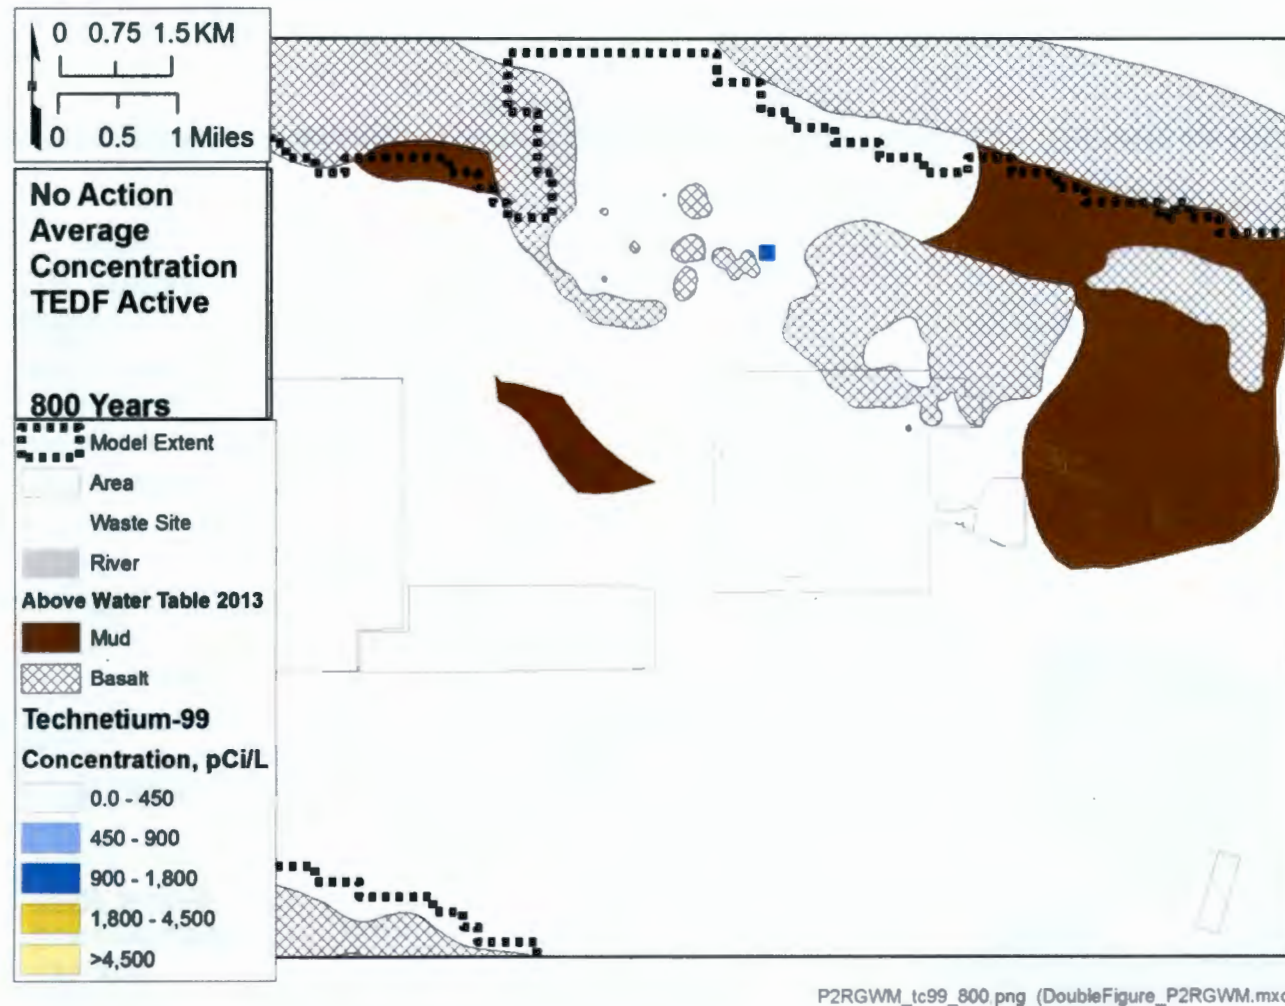 0 0.75 1.5 KM
0 0.5 1 Miles
No Action
Average
Concentration
TEDF Active
800 Years
Model Extent
Area
Waste Site
River
Above Water Table 2013
Mud
Basalt
Technetium-99
Concentration, pCi/L
0.0 - 450
450 - 900
900 - 1,800
1,800 - 4,500
>4,500
P2RGWM_tc99_800.png (DoubleFigure_P2RGWM.mxd